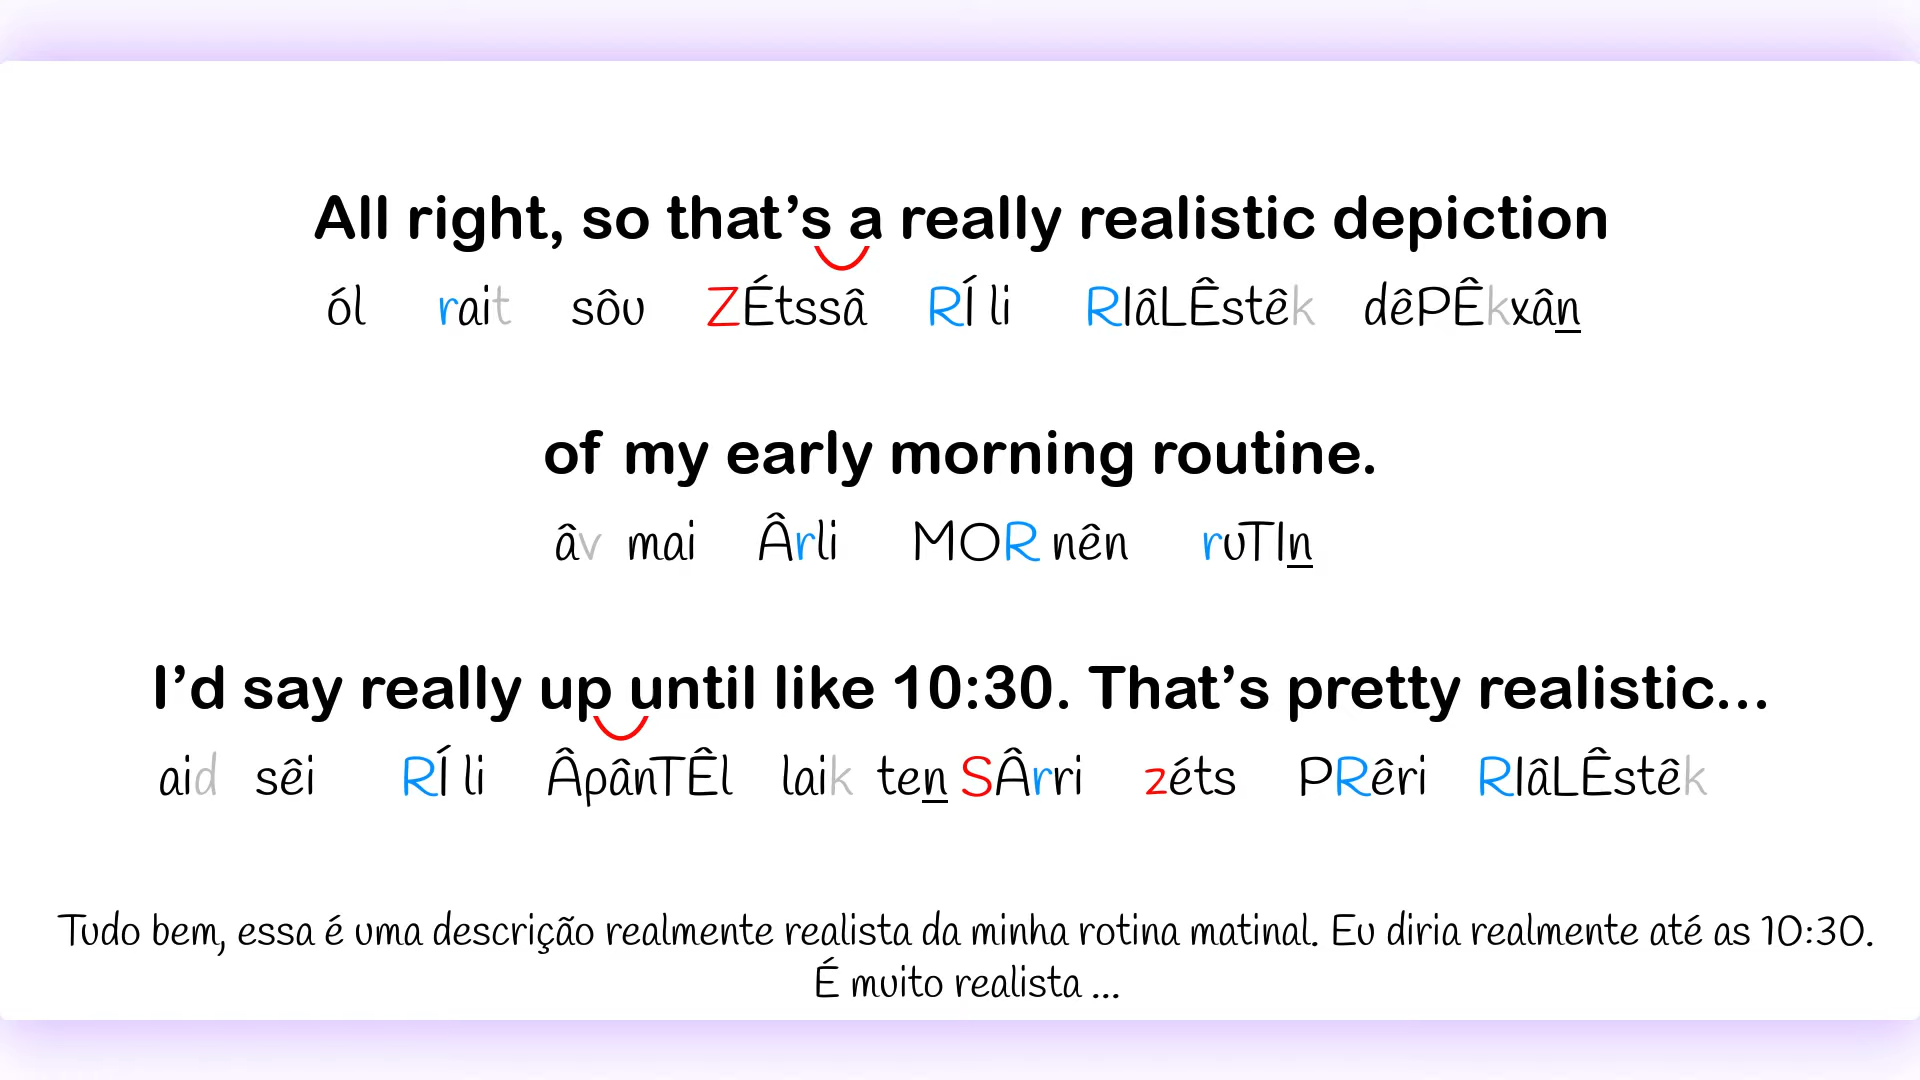 All right, so that’s a really realistic depiction
ól rait sôu ZÉtssâ RÍ li RIâLÊstêk dêPÊkxân
of my early morning routine.
âv mai Ârli MOR nên ruTIn
I’d say really up until like 10:30. That’s pretty realistic...
aid sêi RÍ li ÂpânTÊl laik ten SÂrri zéts PRêri RIâLÊstêk
Tudo bem, essa é uma descrição realmente realista da minha rotina matinal. Eu diria realmente até as 10:30.
É muito realista ...